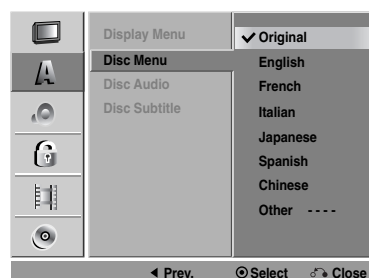 Display Menu
Disc Menu
Disc Audio
Disc Subtitle
✓ Original
English
French
Italian
Japanese
Spanish
Chinese
Other - - - -
◀ Prev. Select Close